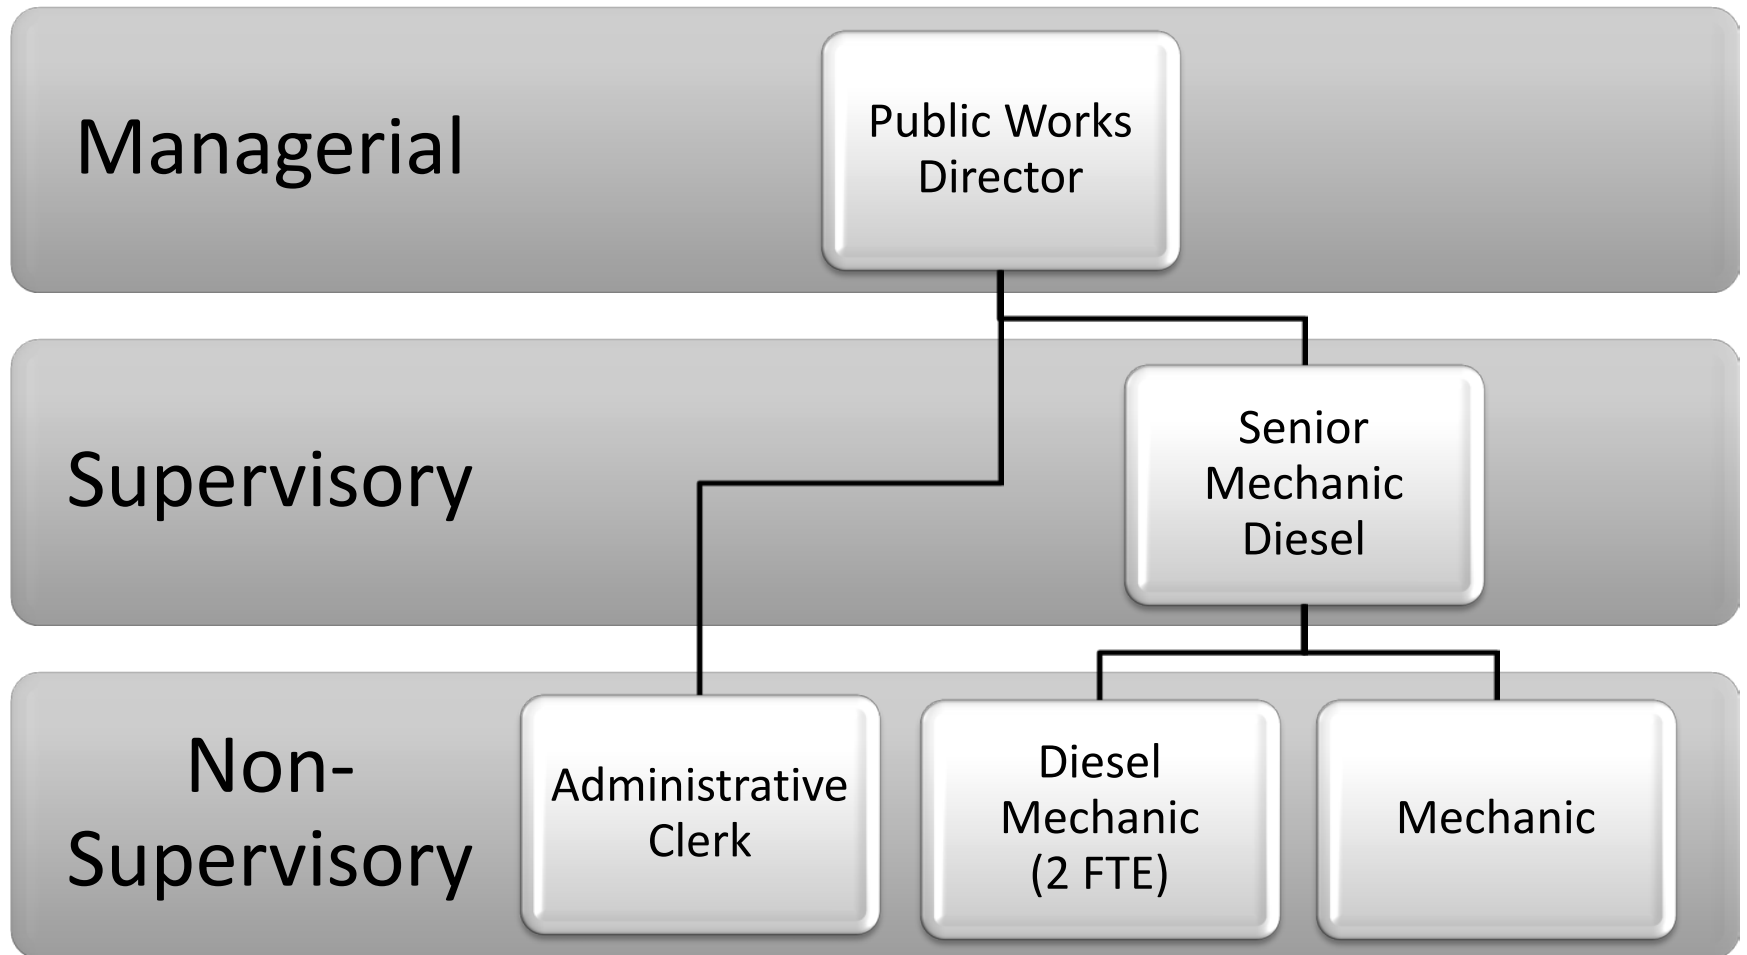 Managerial
Public Works
Director
Supervisory
Senior
Mechanic
Diesel
Non-
Supervisory
Administrative
Clerk
Diesel
Mechanic
(2 FTE)
Mechanic